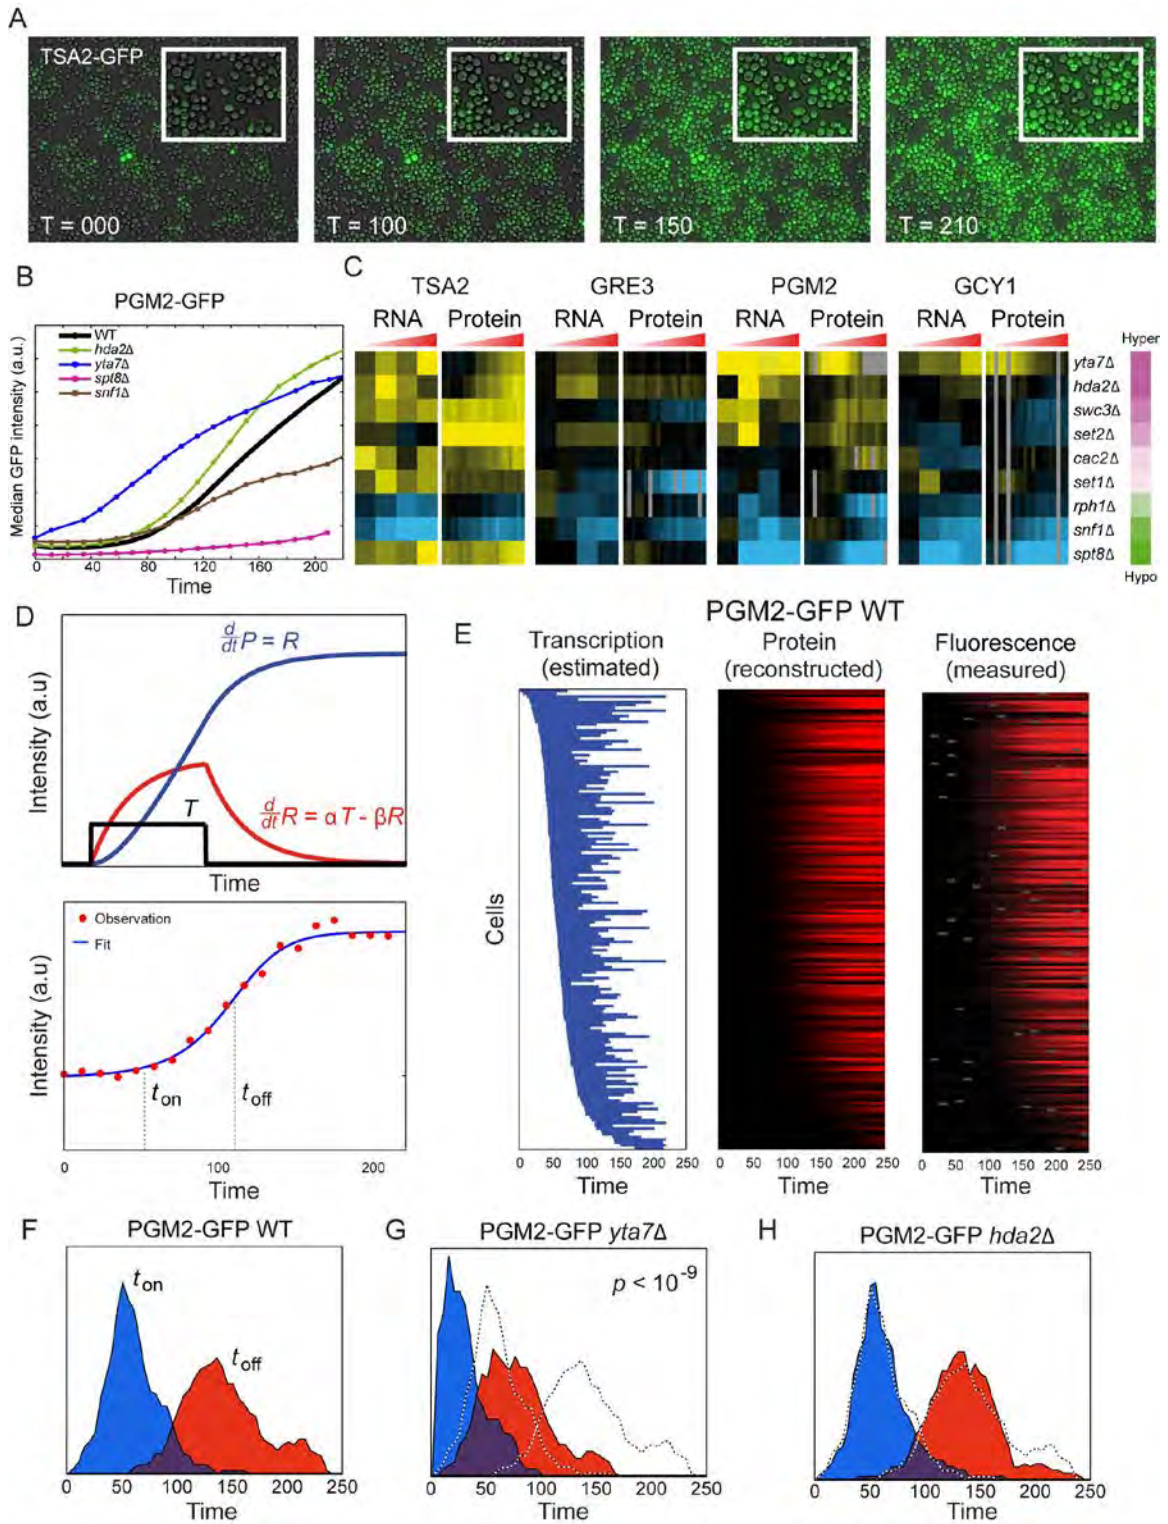 A
TSA2-GFP
T = 000
T = 100
T = 150
T = 210
B
PGM2-GFP
WT
hda2Δ
yta7Δ
spt8Δ
snf1Δ
Median GFP intensity (a.u.)
0 40 80 120 160 200
Time
C
TSA2 GRE3 PGM2 GCY1
RNA Protein RNA Protein RNA Protein RNA Protein
Hyper
yta7Δ
hda2Δ
swc3Δ
set2Δ
cac2Δ
set1Δ
rph1Δ
snf1Δ
spt8Δ
Hypo
D
d/dt P = R
T
d/dt R = αT - βR
Intensity (a.u)
Time
Observation
Fit
t on
t off
Intensity (a.u)
0 100 200
Time
E
PGM2-GFP WT
Transcription (estimated)
Protein (reconstructed)
Fluorescence (measured)
Cells
0 50 100 150 200 250
Time
0 50 100 150 200 250
Time
0 50 100 150 200 250
Time
F
PGM2-GFP WT
t on
t off
0 50 100 150 200 250
Time
G
PGM2-GFP yta7Δ
p < 10⁻⁹
0 50 100 150 200 250
Time
H
PGM2-GFP hda2Δ
0 50 100 150 200 250
Time